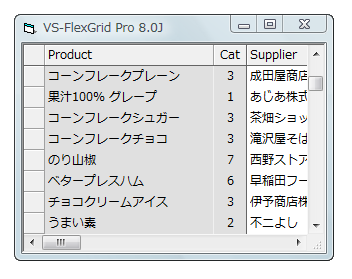 VS-FlexGrid Pro 8.0J
Product Cat Supplier
コーンフレークプレーン 3 成田屋商店
果汁100% グレープ 1 あじあ株式
コーンフレークシュガー 3 茶畑ショッ
コーンフレークチョコ 3 滝沢屋そば
のり山椒 7 西野ストア
ベタープレスハム 6 早稲田フー
チョコクリームアイス 3 伊予商店株
うまい素 2 不二よし